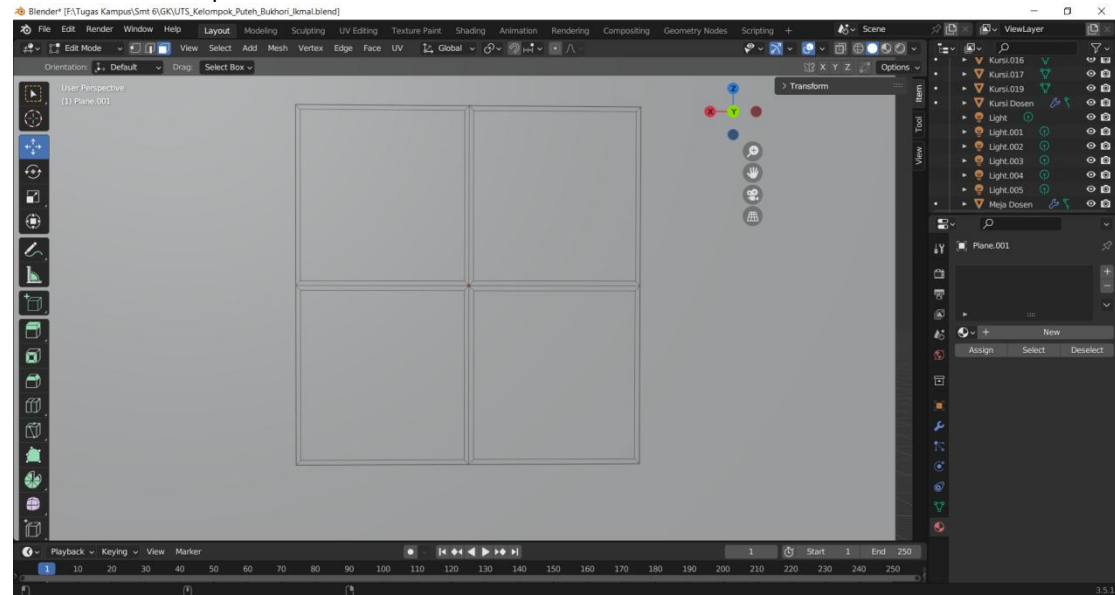 Blender* [F:\Tugas Kampus\Smt 6\GK\UTS_Kelompok_Puteh_Bukhori_Ikmal.blend]
File Edit Render Window Help Layout Modeling Sculpting UV Editing Texture Paint Shading Animation Rendering Compositing Geometry Nodes Scripting + Scene ViewLayer
Edit Mode View Select Add Mesh Vertex Edge Face UV Global
Orientation: Default Drag: Select Box X Y Z Options
User Perspective
(1) Plane.001
Z
X
Y
> Transform
Item
Tool
View
Kursi.016
Kursi.017
Kursi.019
Kursi Dosen
Light
Light.001
Light.002
Light.003
Light.004
Light.005
Meja Dosen
Plane.001
+ New
Assign Select Deselect
Playback Keying View Marker 1 Start 1 End 250
1 10 20 30 40 50 60 70 80 90 100 110 120 130 140 150 160 170 180 190 200 210 220 230 240 250
3.5.1